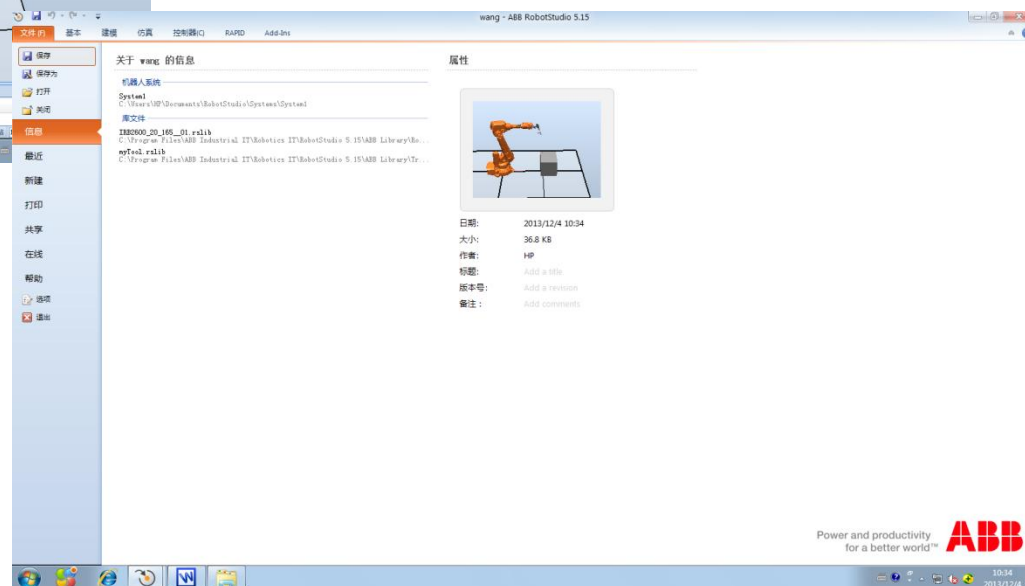 wang - ABB RobotStudio 5.15
文件(F) 基本 建模 仿真 控制器(C) RAPID Add-Ins
保存
保存为
打开
关闭
信息
最近
新建
打印
共享
在线
帮助
选项
退出
关于 wang 的信息
机器人系统
System1
C:\Users\HP\Documents\RobotStudio\Systems\System1
库文件
IRB2600_20_165__01.rslib
C:\Program Files\ABB Industrial IT\Robotics IT\RobotStudio 5.15\ABB Library\Ro...
myTool.rslib
C:\Program Files\ABB Industrial IT\Robotics IT\RobotStudio 5.15\ABB Library\Tr...
属性
日期: 2013/12/4 10:34
大小: 36.8 KB
作者: HP
标题: Add a title
版本号: Add a revision
备注: Add comments
Power and productivity
for a better world™
ABB
10:34
2013/12/4